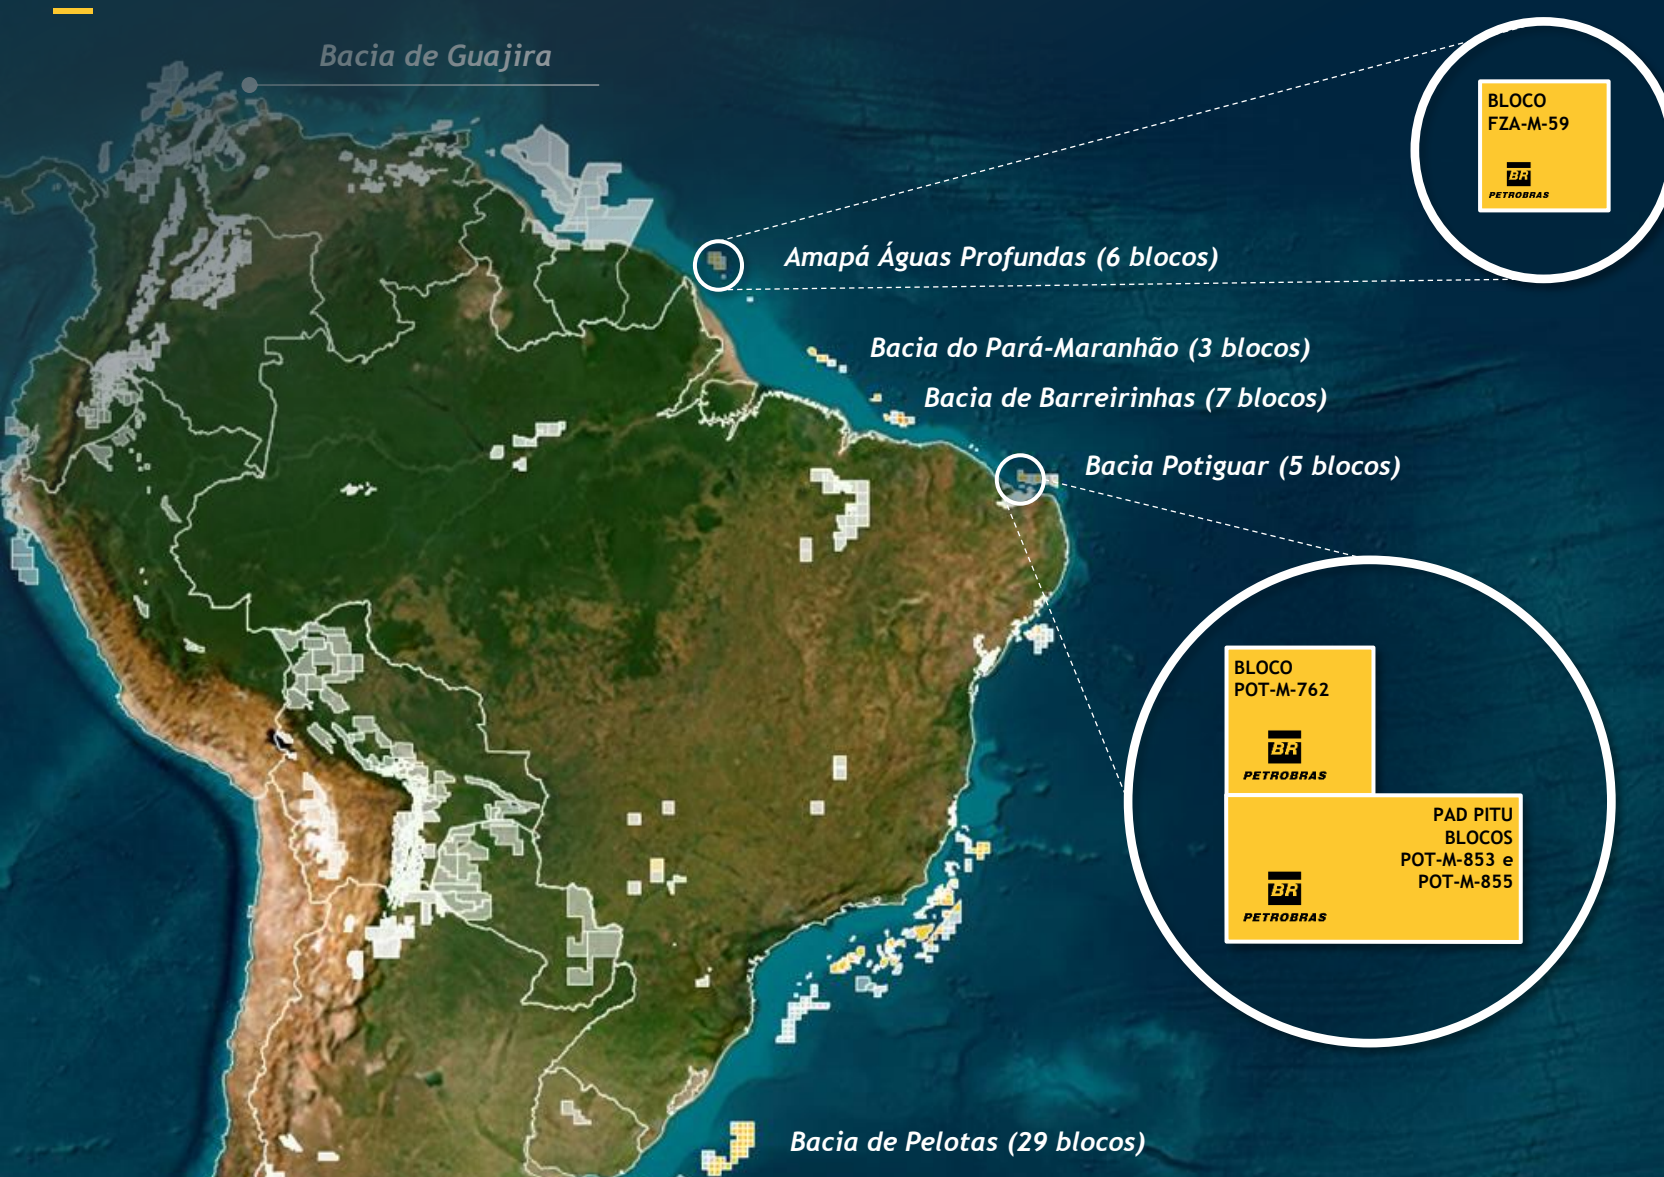 Bacia de Guajira
BLOCO
FZA-M-59
BR
PETROBRAS
Amapá Águas Profundas (6 blocos)
Bacia do Pará-Maranhão (3 blocos)
Bacia de Barreirinhas (7 blocos)
Bacia Potiguar (5 blocos)
BLOCO
POT-M-762
BR
PETROBRAS
PAD PITU
BLOCOS
POT-M-853 e
POT-M-855
BR
PETROBRAS
Bacia de Pelotas (29 blocos)